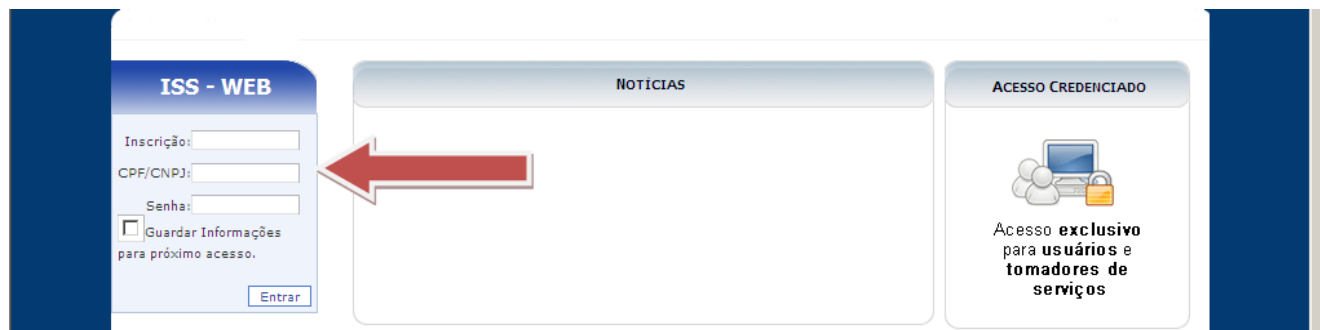 ISS - WEB
Inscrição:
CPF/CNPJ:
Senha:
Guardar Informações
para próximo acesso.
Entrar
NOTÍCIAS
ACESSO CREDENCIADO
Acesso exclusivo
para usuários e
tomadores de
serviços